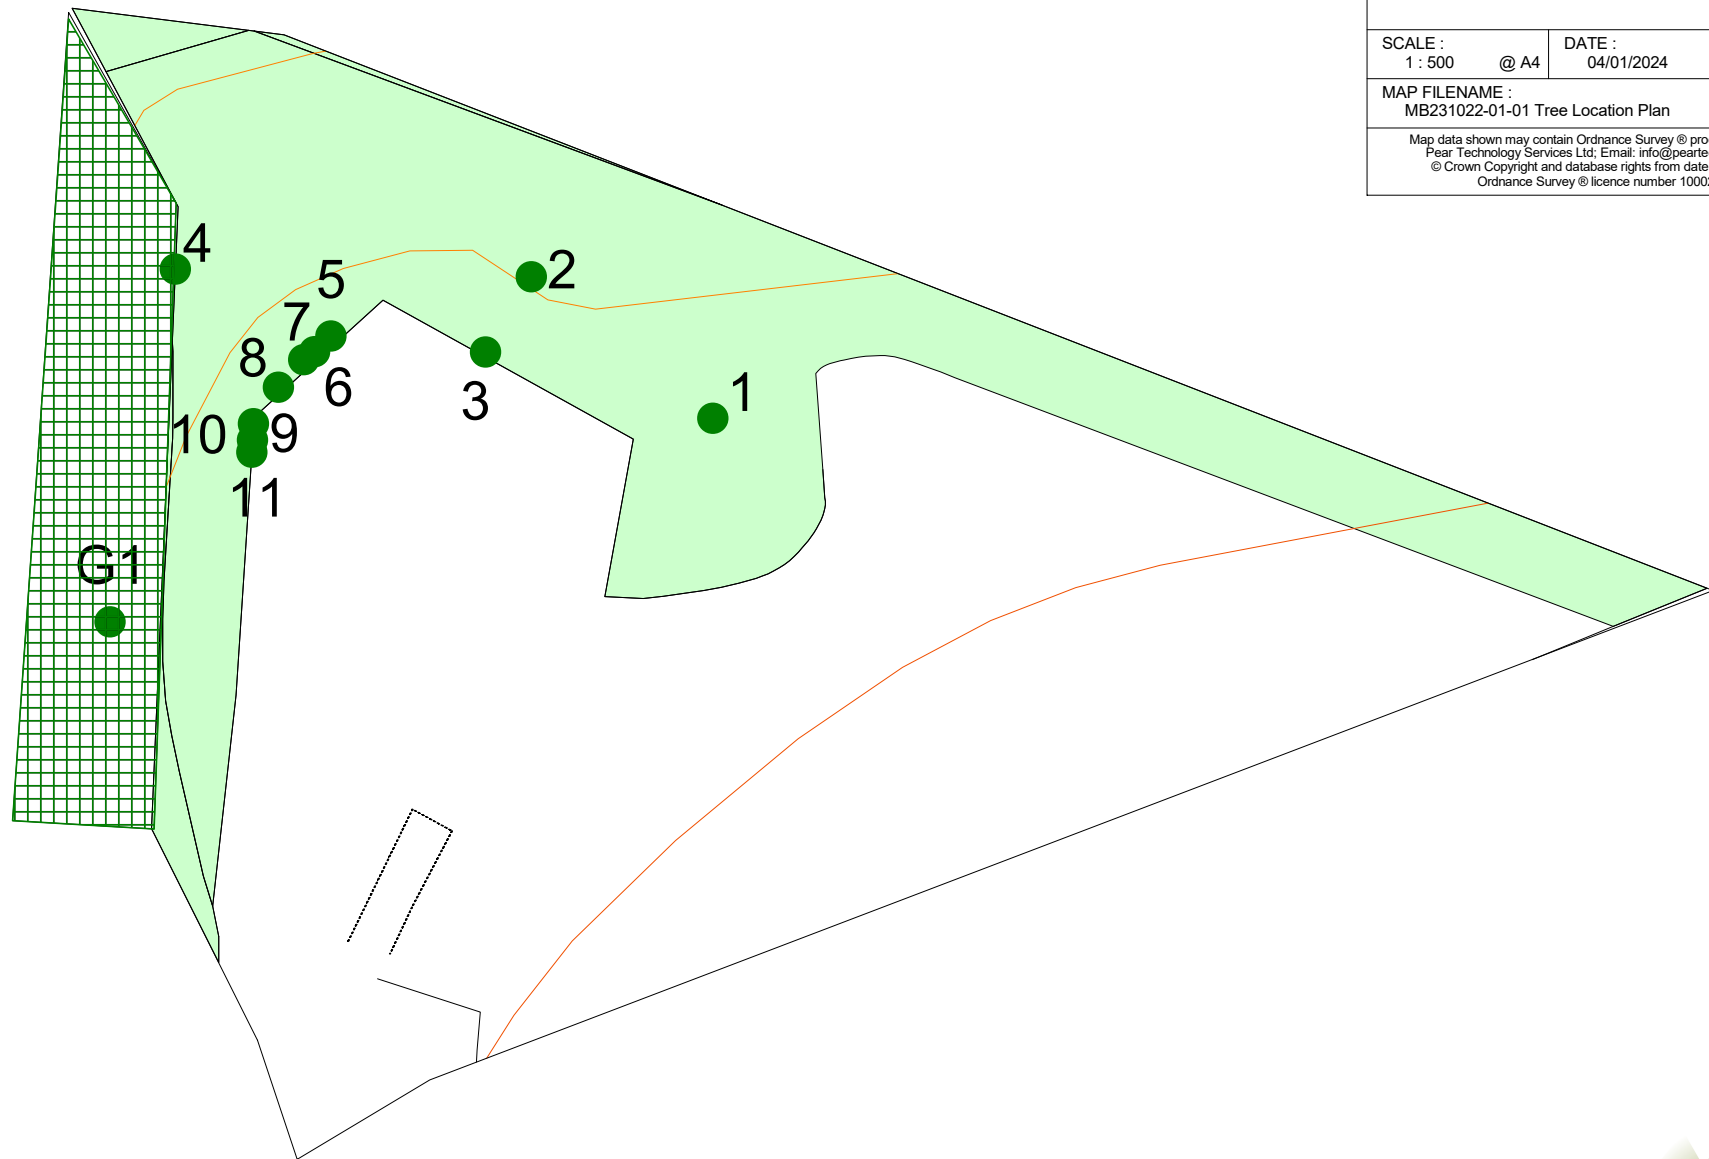 SCALE :
1 : 500 @ A4
DATE :
04/01/2024
MAP FILENAME :
MB231022-01-01 Tree Location Plan
Map data shown may contain Ordnance Survey ® pro
Pear Technology Services Ltd; Email: info@pearte
© Crown Copyright and database rights from date
Ordnance Survey ® licence number 1000
4
2
5
7
8
6
3
1
10
9
11
G1